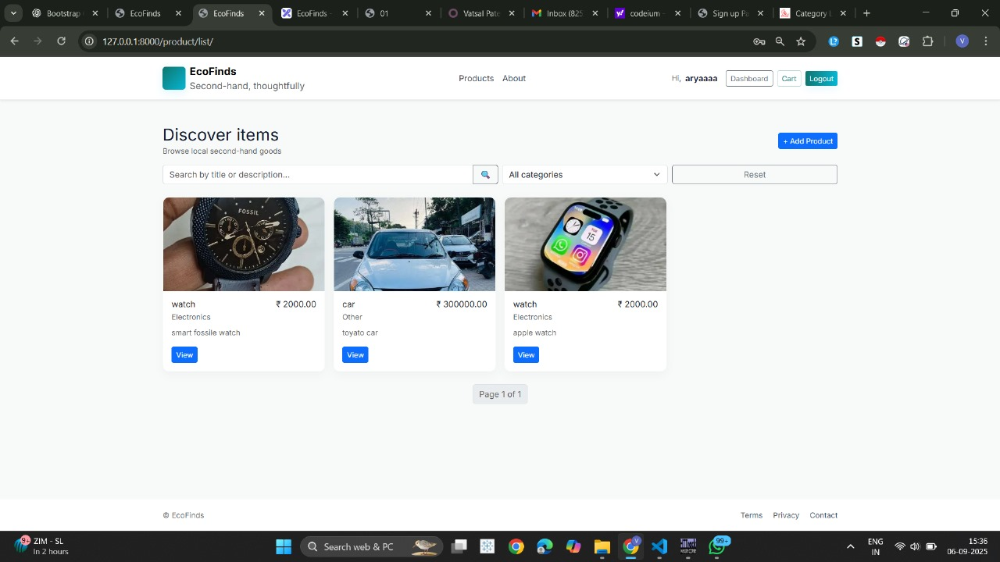 Bootstrap
EcoFinds
EcoFinds
EcoFinds -
01
Vatsal Pate
Inbox (825
codeium -
Sign up Pa
Category L
127.0.0.1:8000/product/list/
EcoFinds
Second-hand, thoughtfully
Products About
Hi, aryaaaa Dashboard Cart Logout
Discover items
Browse local second-hand goods
+ Add Product
Search by title or description...
All categories
Reset
FOSSIL
TUE
15
watch ₹ 2000.00
Electronics
smart fossile watch
View
car ₹ 300000.00
Other
toyato car
View
watch ₹ 2000.00
Electronics
apple watch
View
Page 1 of 1
© EcoFinds
Terms Privacy Contact
9+
ZIM - SL
In 2 hours
Search web & PC
99+
ENG
IN
15:36
06-09-2025